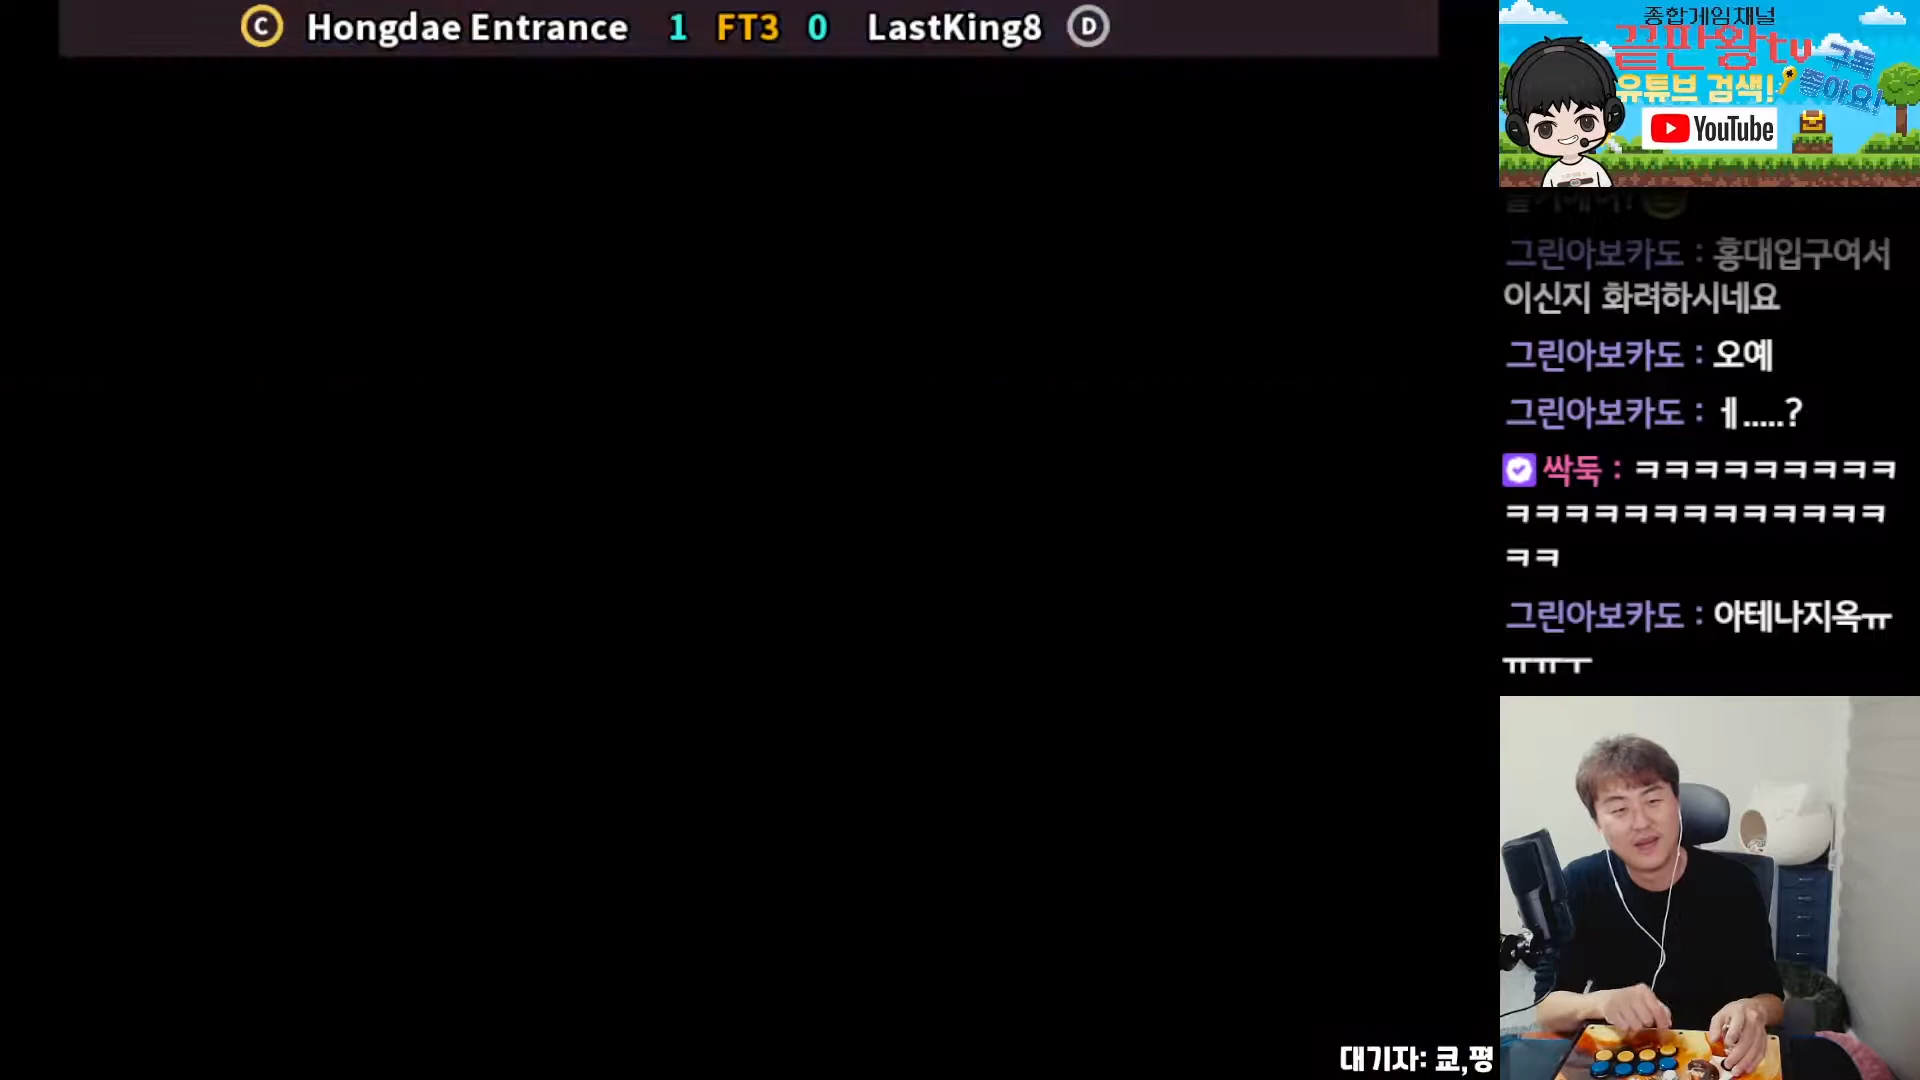 C Hongdae Entrance 1 FT3 0 LastKing8 D
종합게임채널
끝판왕tv
구독
유튜브 검색!
좋아요!
YouTube
그린아보카도 : 홍대입구여서
이신지 화려하시네요
그린아보카도 : 오예
그린아보카도 : ㅔ.....?
싹둑 : ㅋㅋㅋㅋㅋㅋㅋㅋㅋ
ㅋㅋㅋㅋㅋㅋㅋㅋㅋㅋㅋㅋㅋ
ㅋㅋ
그린아보카도 : 아테나지옥ㅠ
ㅠㅠㅜ
대기자: 쿄,평